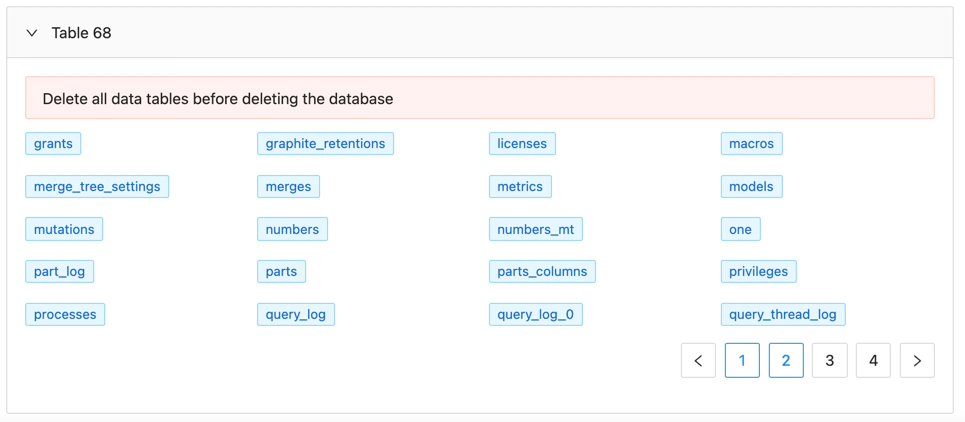 Table 68
Delete all data tables before deleting the database
grants graphite_retentions licenses macros
merge_tree_settings merges metrics models
mutations numbers numbers_mt one
part_log parts parts_columns privileges
processes query_log query_log_0 query_thread_log
1 2 3 4